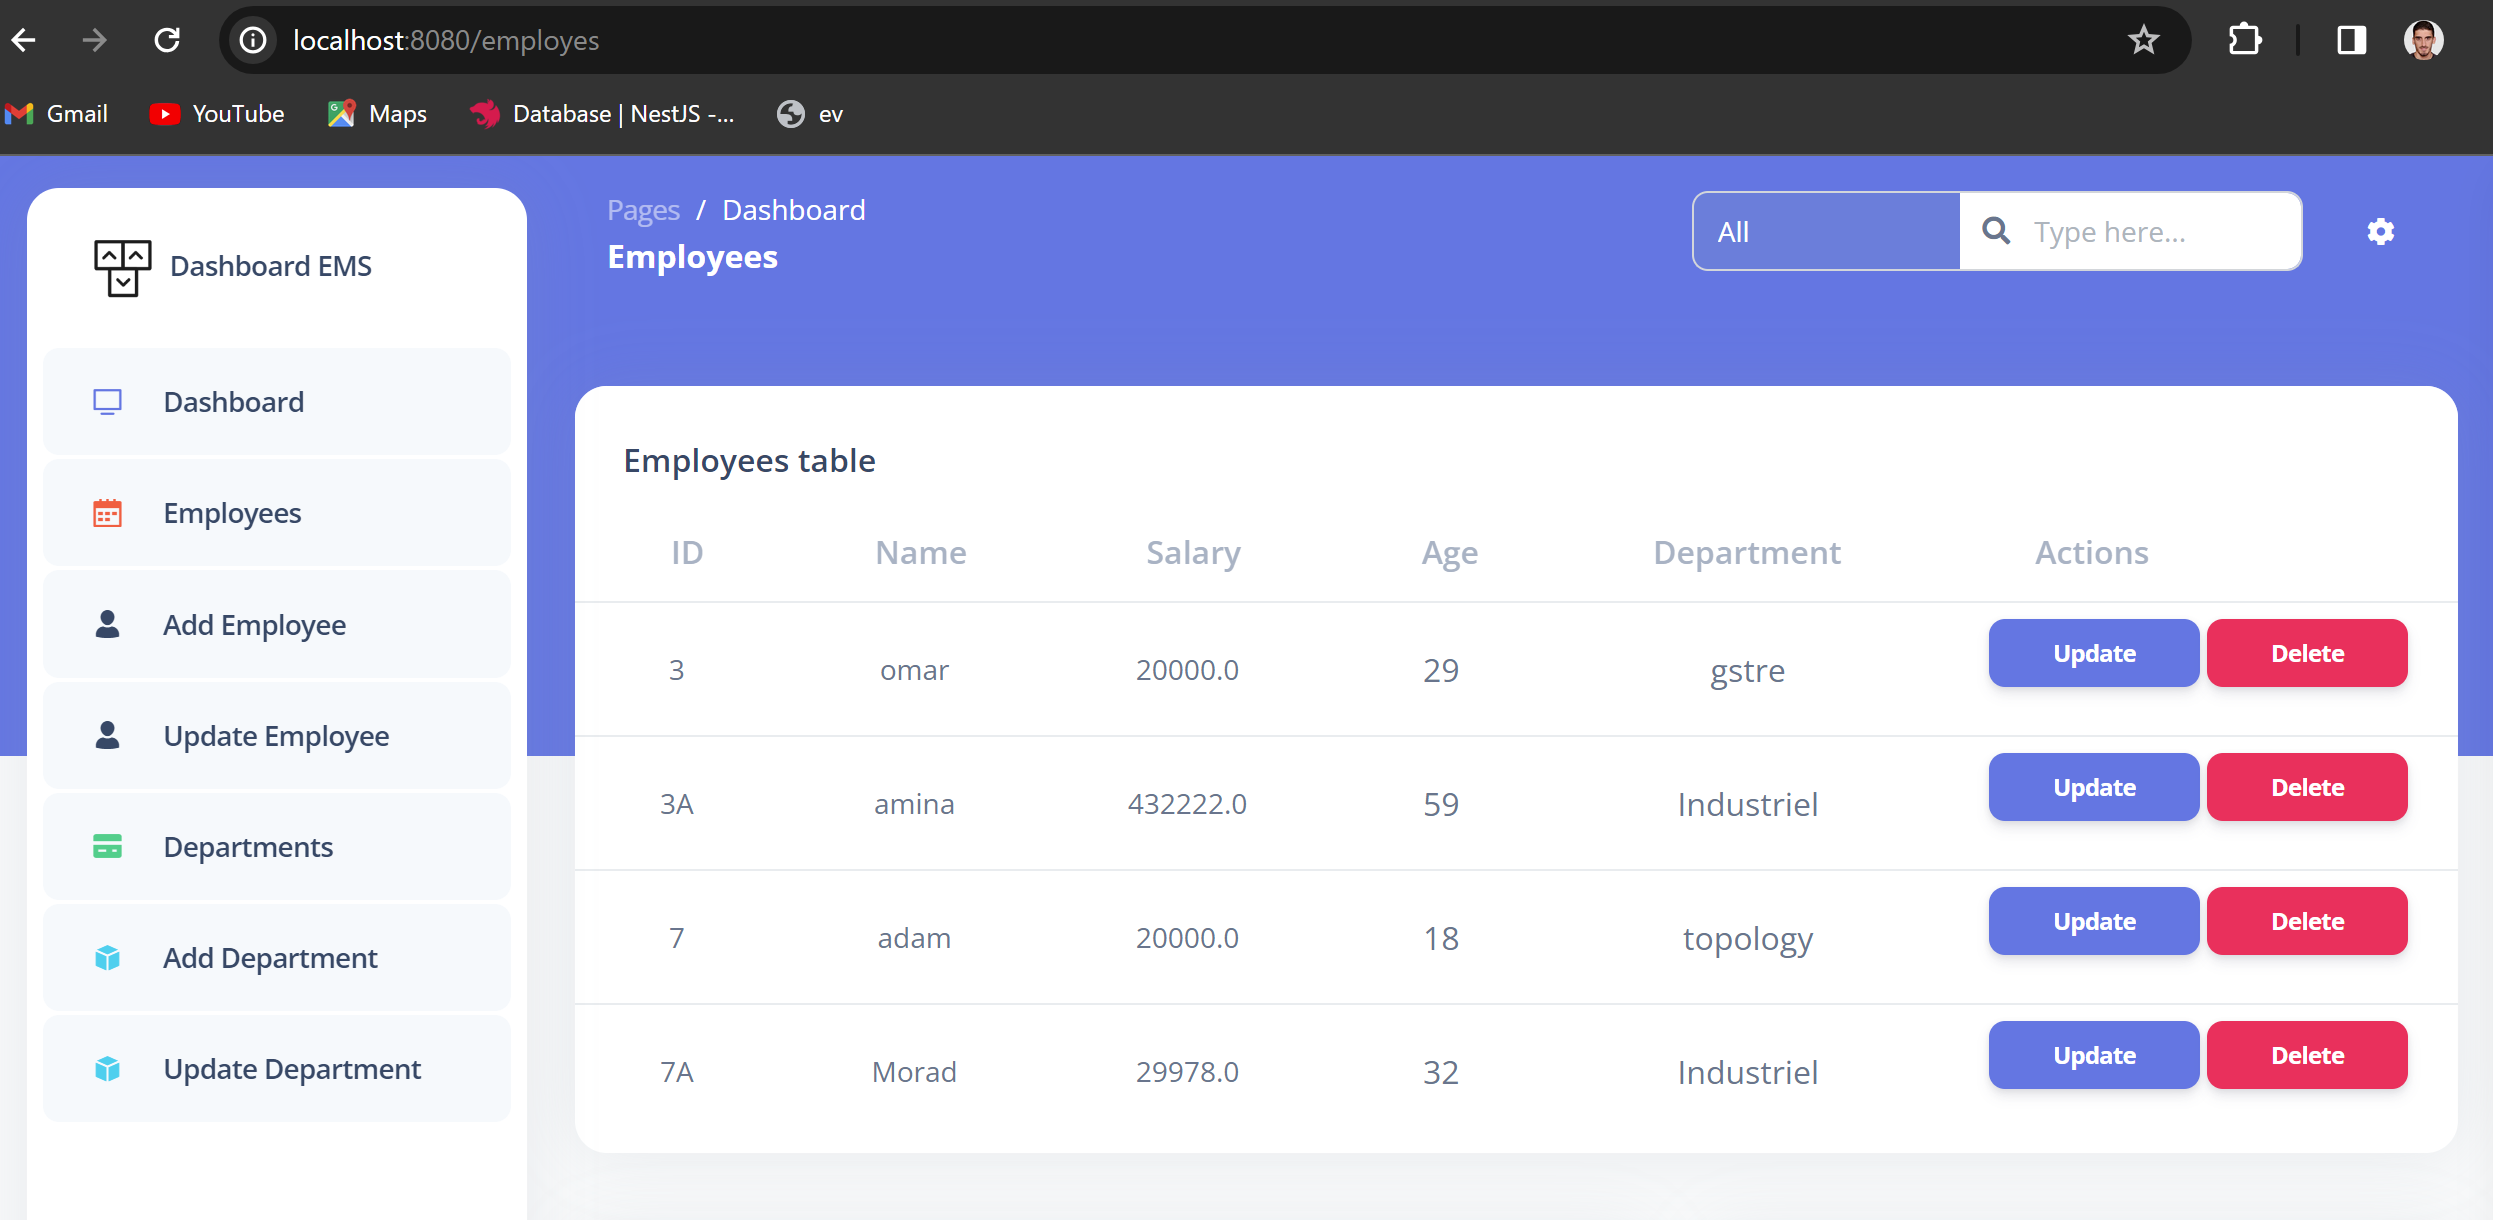 localhost:8080/employes
Gmail YouTube Maps Database | NestJS -... ev
Dashboard EMS
Dashboard
Employees
Add Employee
Update Employee
Departments
Add Department
Update Department
Pages / Dashboard
Employees
All Type here...
Employees table
ID Name Salary Age Department Actions
3 omar 20000.0 29 gstre Update Delete
3A amina 432222.0 59 Industriel Update Delete
7 adam 20000.0 18 topology Update Delete
7A Morad 29978.0 32 Industriel Update Delete